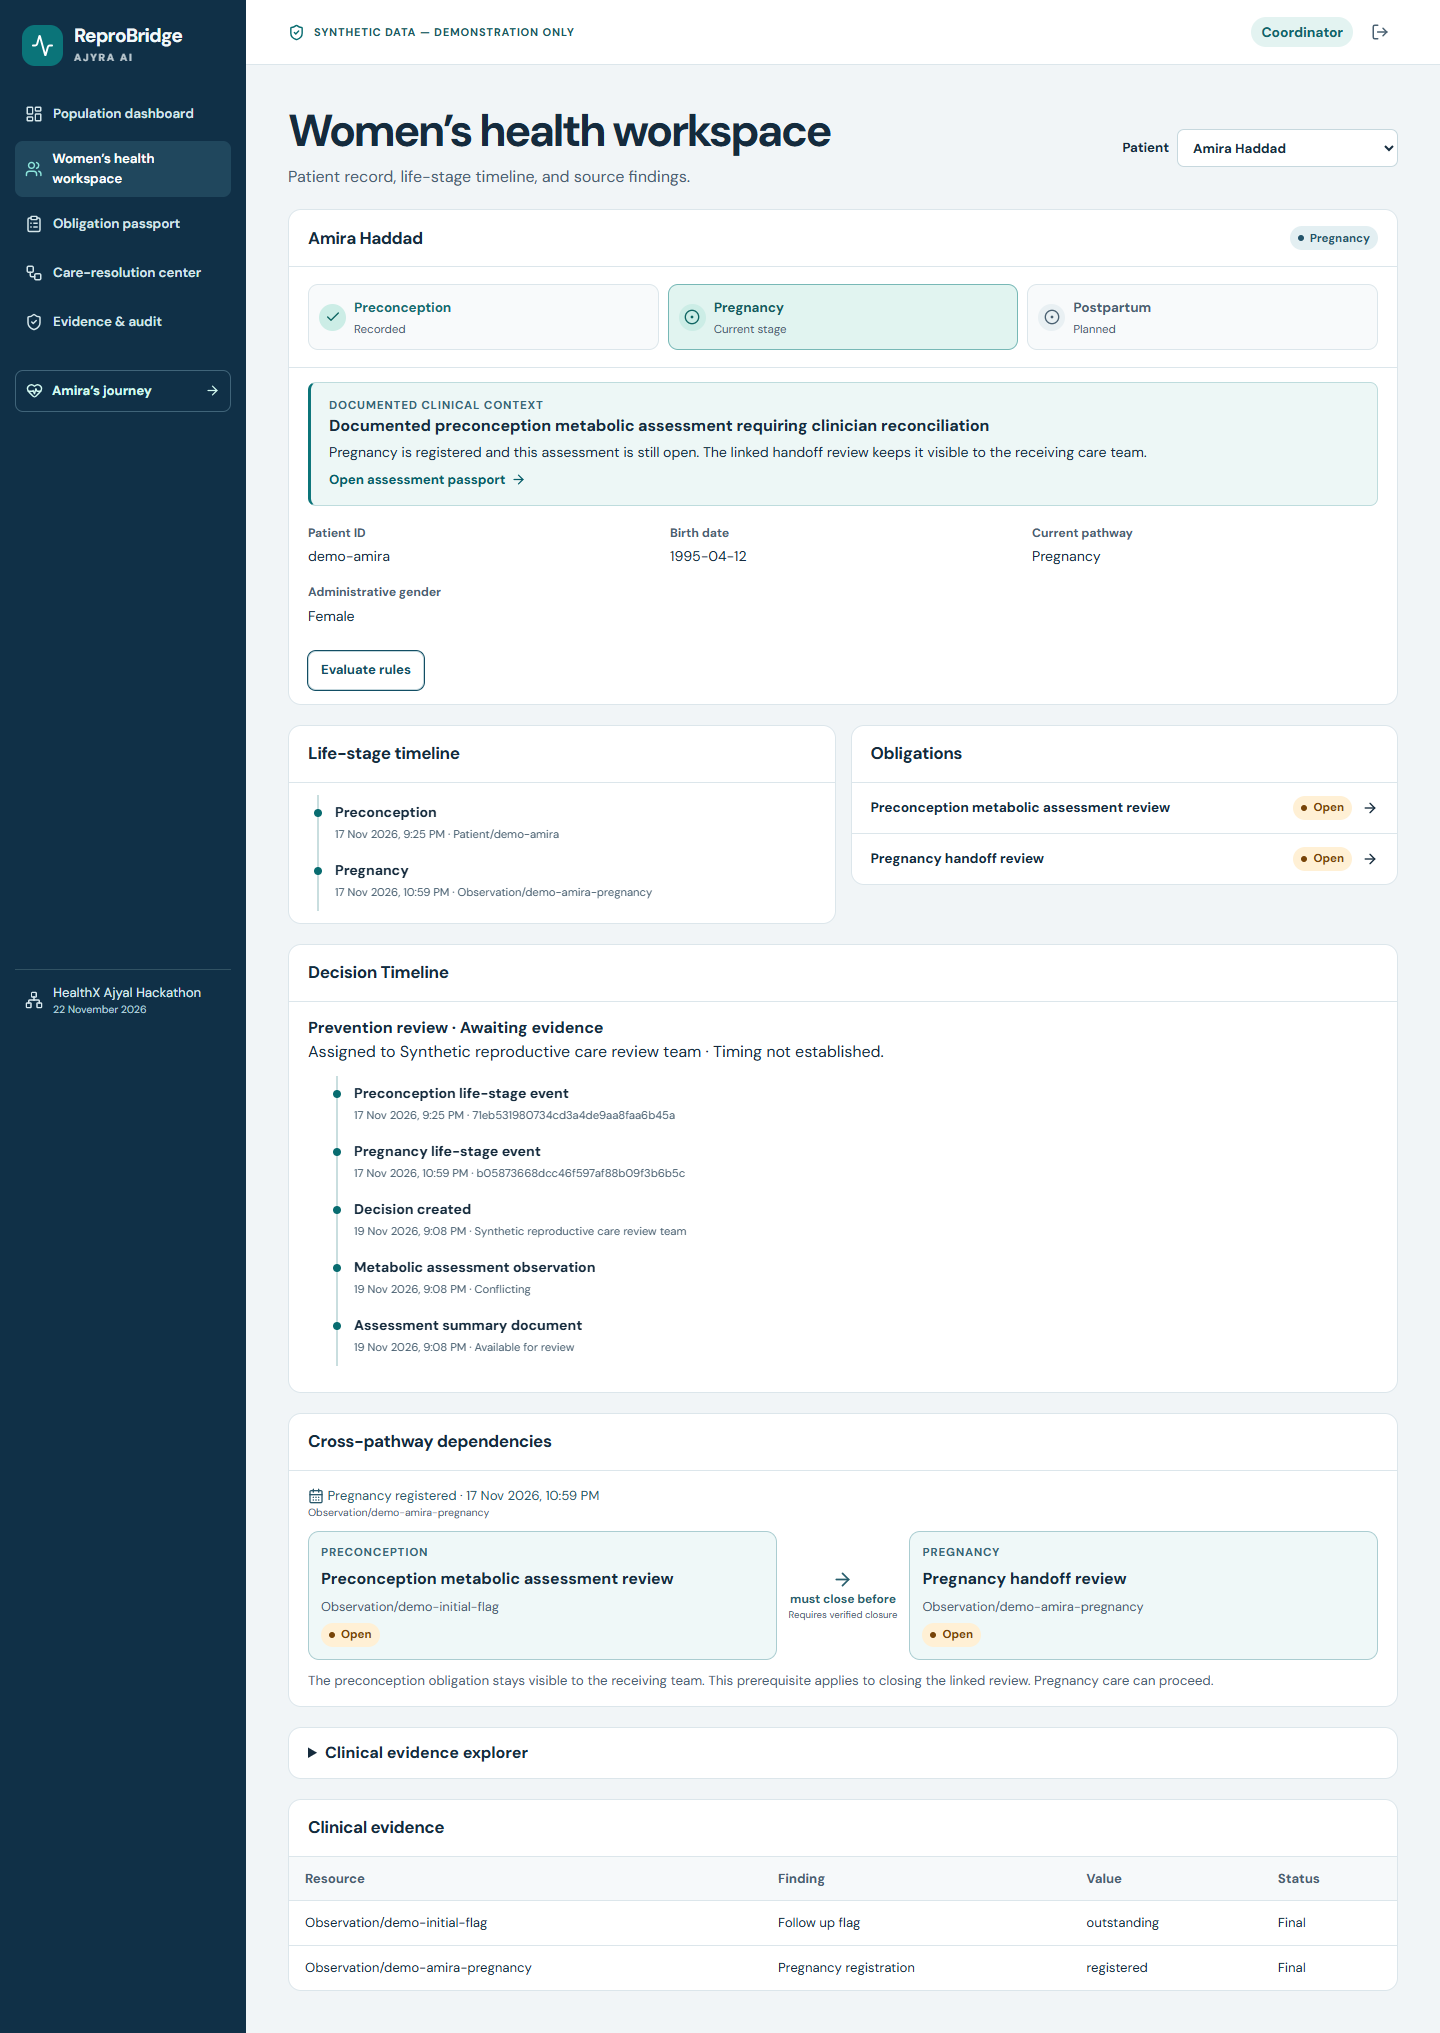 ReproBridge
AJYRA AI
Population dashboard
Women's health
workspace
Obligation passport
Care-resolution center
Evidence & audit
Amira's journey
HealthX Ajyal Hackathon
22 November 2026
SYNTHETIC DATA — DEMONSTRATION ONLY
Coordinator
Women's health workspace
Patient record, life-stage timeline, and source findings.
Patient
Amira Haddad
Amira Haddad
Pregnancy
Preconception
Recorded
Pregnancy
Current stage
Postpartum
Planned
DOCUMENTED CLINICAL CONTEXT
Documented preconception metabolic assessment requiring clinician reconciliation
Pregnancy is registered and this assessment is still open. The linked handoff review keeps it visible to the receiving care team.
Open assessment passport →
Patient ID
demo-amira
Birth date
1995-04-12
Current pathway
Pregnancy
Administrative gender
Female
Evaluate rules
Life-stage timeline
Preconception
17 Nov 2026, 9:25 PM · Patient/demo-amira
Pregnancy
17 Nov 2026, 10:59 PM · Observation/demo-amira-pregnancy
Obligations
Preconception metabolic assessment review
Open
Pregnancy handoff review
Open
Decision Timeline
Prevention review · Awaiting evidence
Assigned to Synthetic reproductive care review team · Timing not established.
Preconception life-stage event
17 Nov 2026, 9:25 PM · 71eb531980734cd3a4de9aa8faa6b45a
Pregnancy life-stage event
17 Nov 2026, 10:59 PM · b05873668dcc46f597af88b09f3b6b5c
Decision created
19 Nov 2026, 9:08 PM · Synthetic reproductive care review team
Metabolic assessment observation
19 Nov 2026, 9:08 PM · Conflicting
Assessment summary document
19 Nov 2026, 9:08 PM · Available for review
Cross-pathway dependencies
Pregnancy registered · 17 Nov 2026, 10:59 PM
Observation/demo-amira-pregnancy
PRECONCEPTION
Preconception metabolic assessment review
Observation/demo-initial-flag
Open
must close before
Requires verified closure
PREGNANCY
Pregnancy handoff review
Observation/demo-amira-pregnancy
Open
The preconception obligation stays visible to the receiving team. This prerequisite applies to closing the linked review. Pregnancy care can proceed.
Clinical evidence explorer
Clinical evidence
Resource Finding Value Status
Observation/demo-initial-flag Follow up flag outstanding Final
Observation/demo-amira-pregnancy Pregnancy registration registered Final